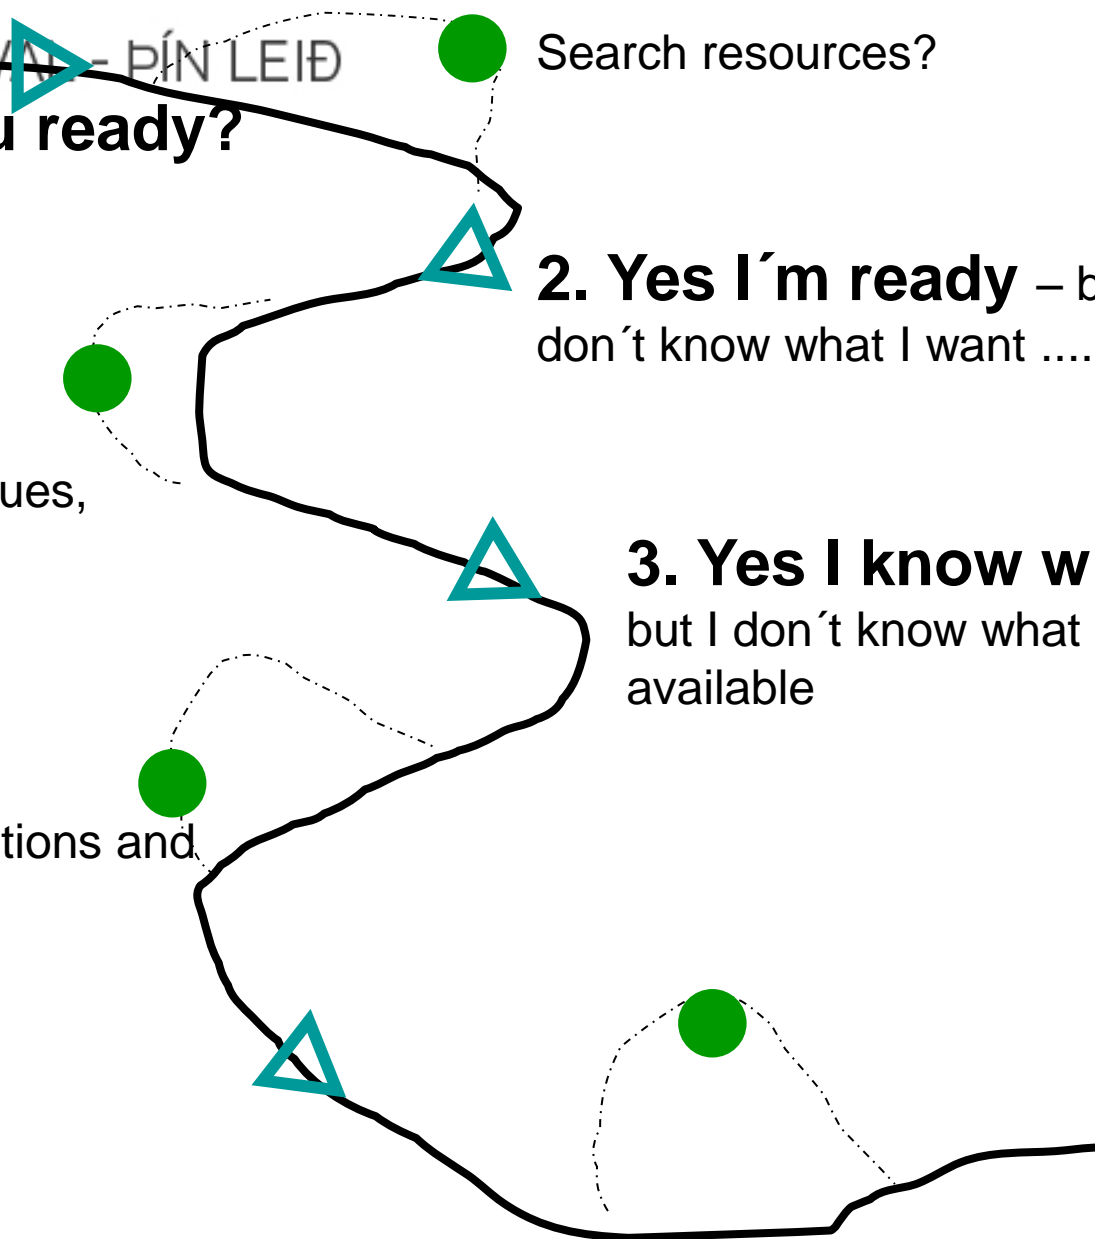 - ÞÍN LEIÐ
Search resources?
ready?
2. Yes I´m ready –
don´t know what I want ....
ues,
3. Yes I know w
but I don´t know what
available
tions and